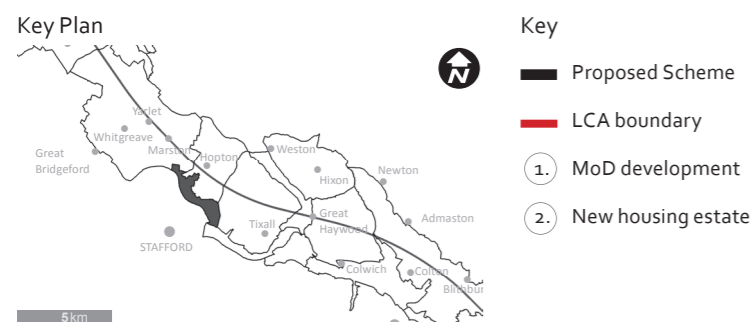 Key Plan
Key
N
Proposed Scheme
LCA boundary
1. MoD development
2. New housing estate
Yarlet
Whitgreave
Marston
Great
Bridgeford
Hopton
Weston
Hixon
Newton
STAFFORD
Tixall
Great
Haywood
Admaston
Colwich
Colton
Blithbur
5km